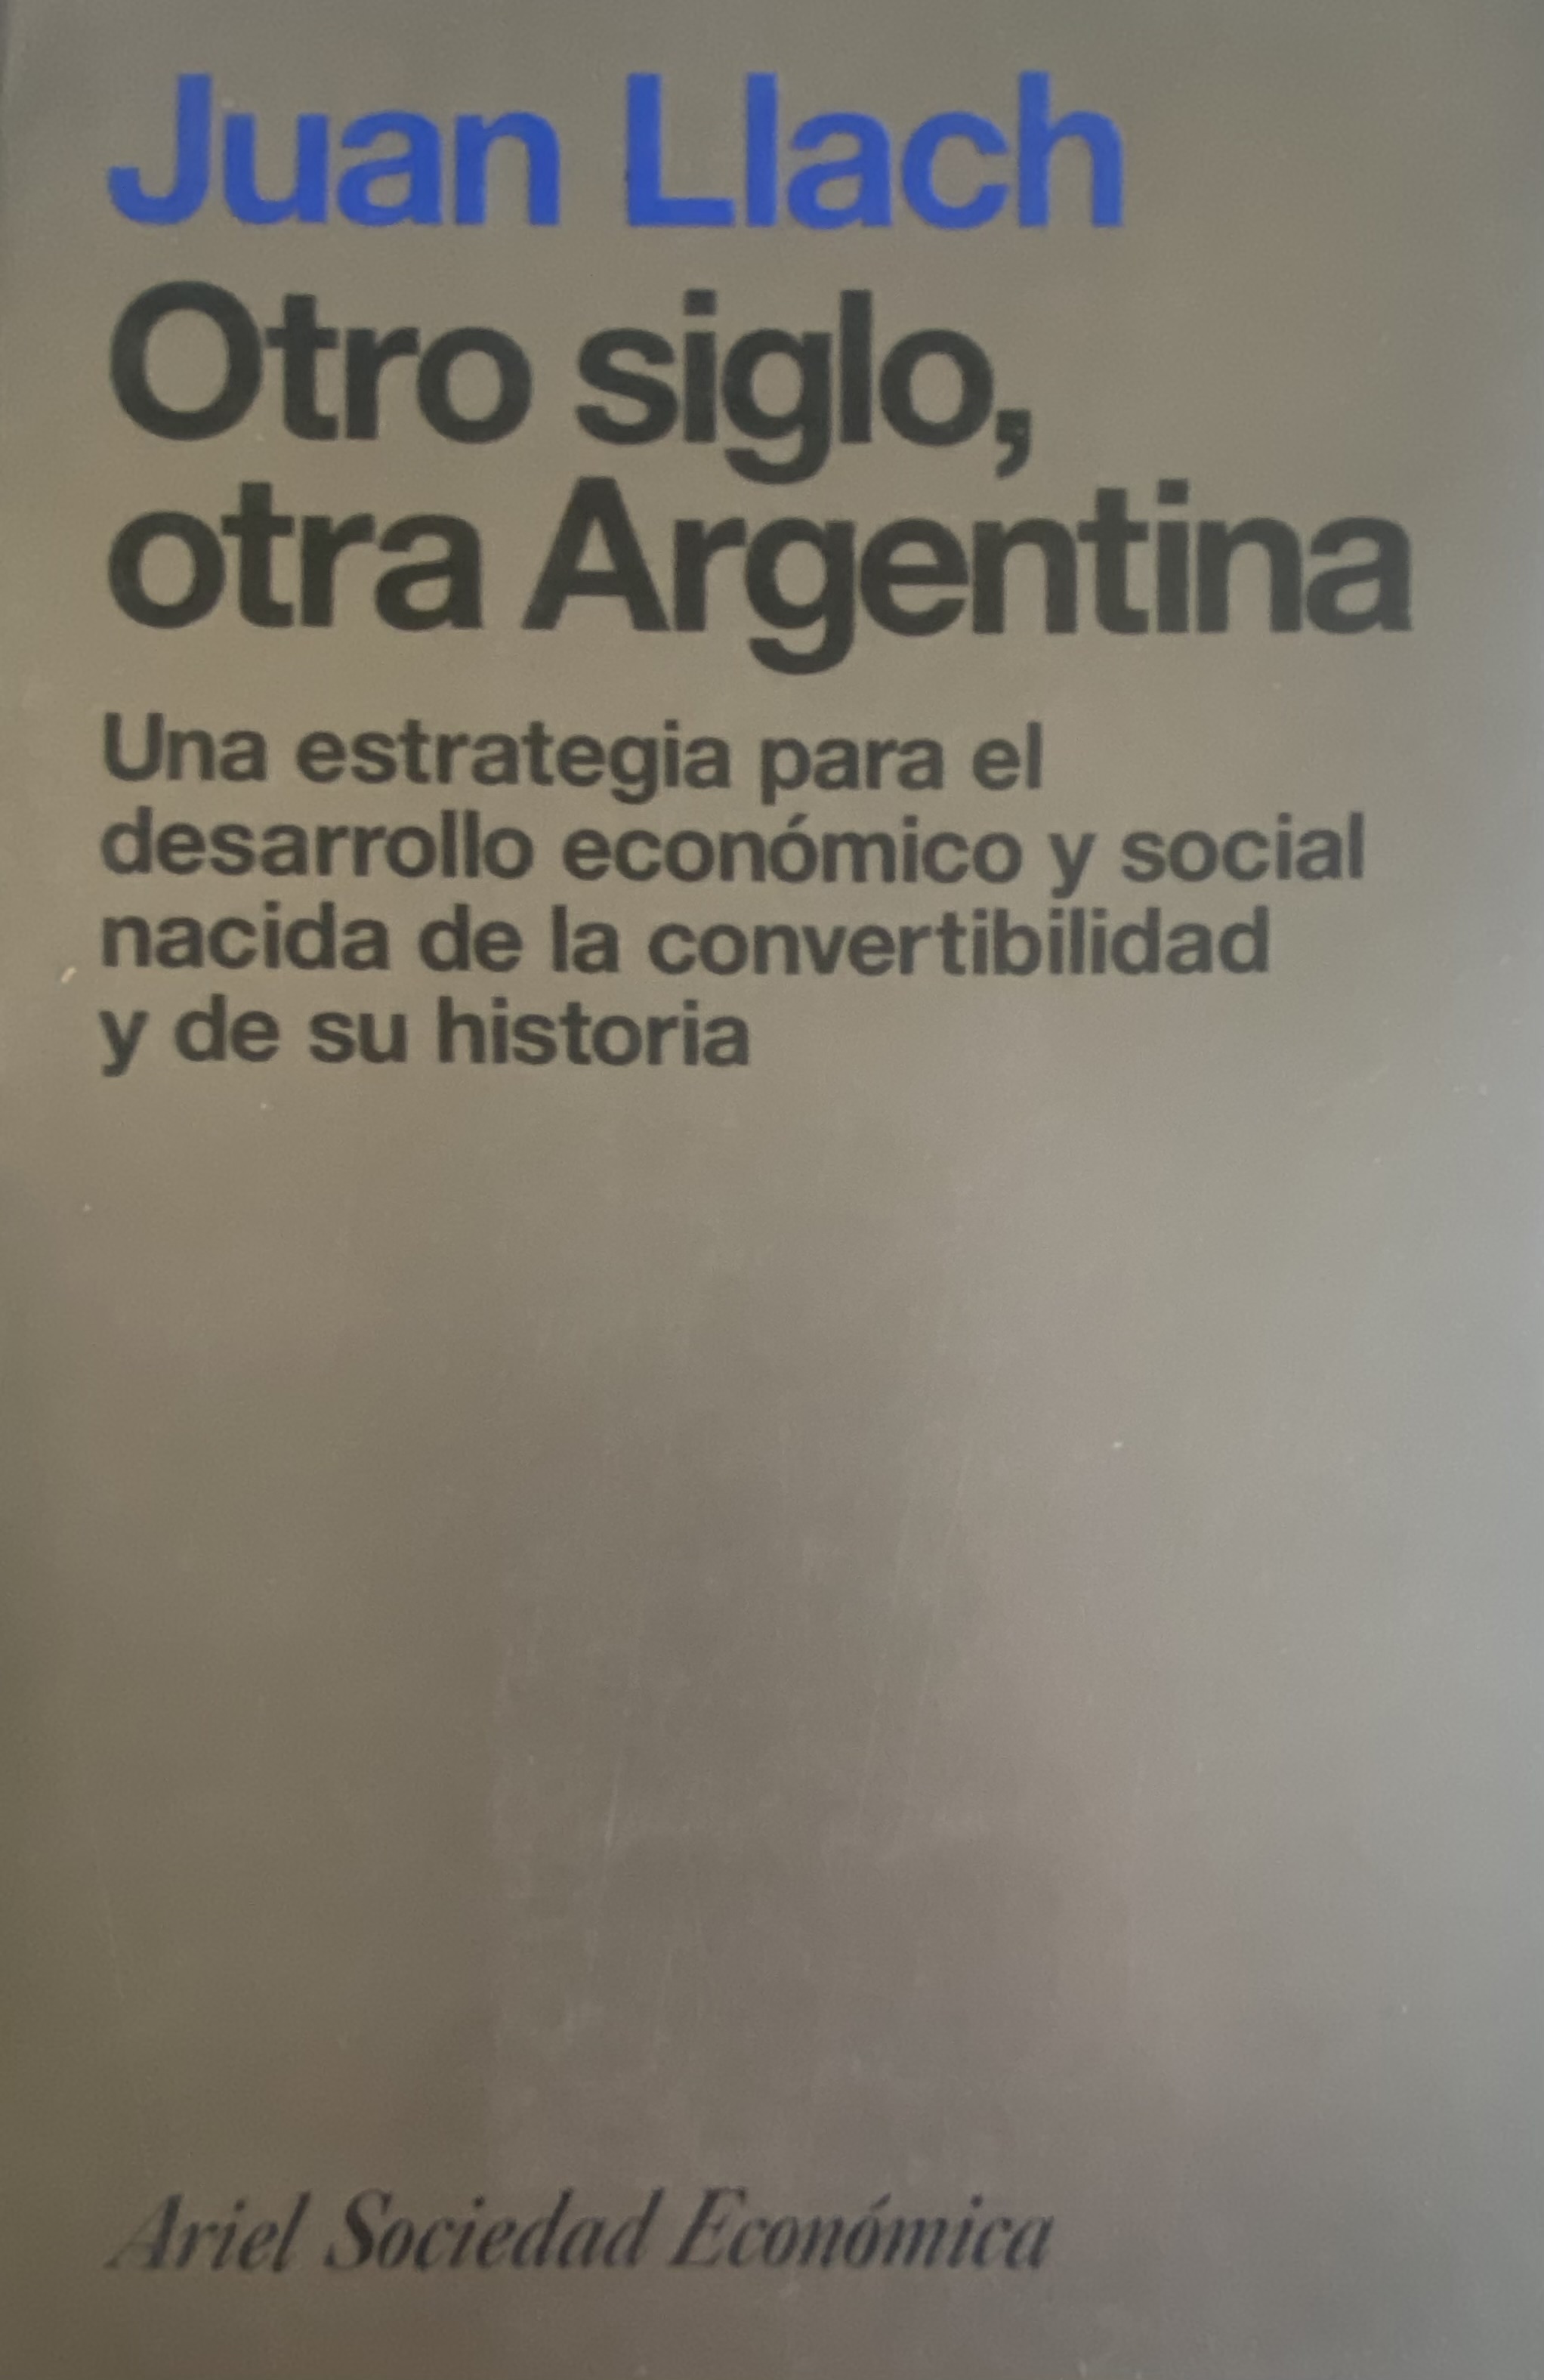 Juan Llach
Otro siglo,
otra Argentina
Una estrategia para el
desarrollo económico y social
nacida de la convertibilidad
y de su historia
Ariel Sociedad Económica